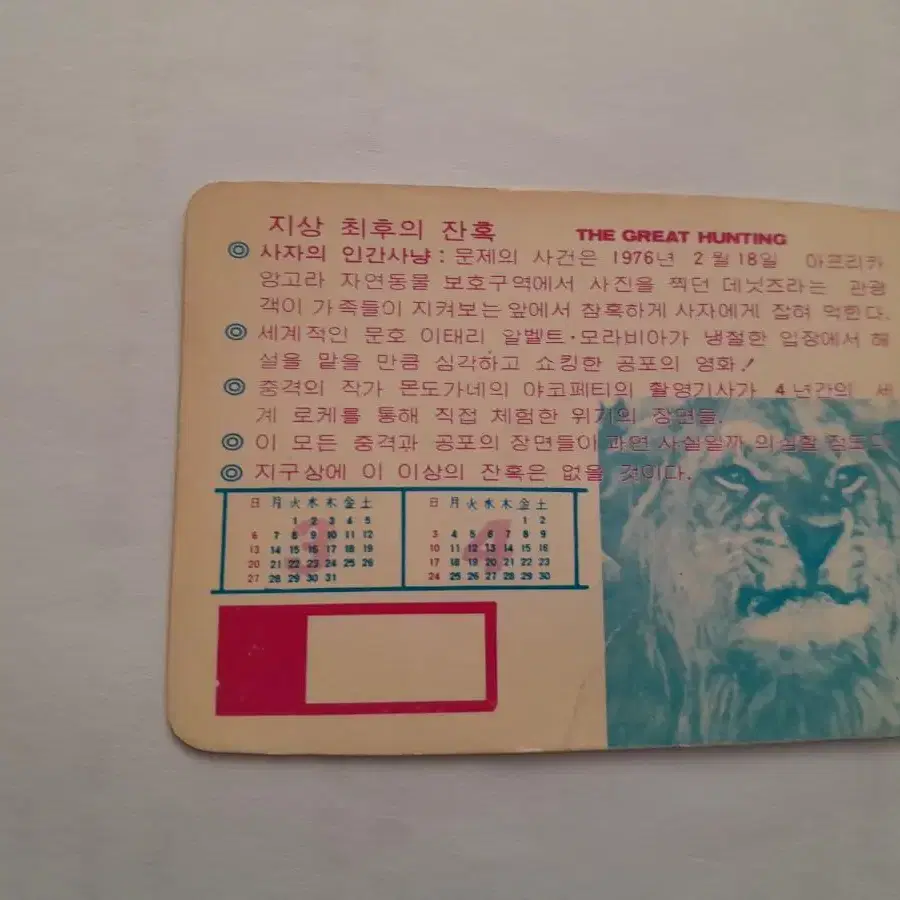 지상 최후의 잔혹 THE GREAT HUNTING
◎ 사자의 인간사냥 : 문제의 사건은 1976년 2월18일 아프리카
앙고라 자연동물 보호구역에서 사진을 찍던 데닛즈라는 관광
객이 가족들이 지켜보는 앞에서 참혹하게 사자에게 잡혀 먹힌다.
◎ 세계적인 문호 이태리 알벨트·모라비아가 냉철한 입장에서 해
설을 맡을 만큼 심각하고 쇼킹한 공포의 영화!
◎ 충격의 작가 몬도가네의 야코페티의 촬영기사가 4년간의 세
계 로케를 통해 직접 체험한 위기의 장면들.
◎ 이 모든 충격과 공포의 장면들이 과연 사실일까 의심할 정도다
◎ 지구상에 이 이상의 잔혹은 없을 것이다.
日 月 火 水 木 金 土
1 2 3 4 5
6 7 8 9 10 11 12
13 14 15 16 17 18 19
20 21 22 23 24 25 26
27 28 29 30 31
3
日 月 火 水 木 金 土
1 2
3 4 5 6 7 8 9
10 11 12 13 14 15 16
17 18 19 20 21 22 23
24 25 26 27 28 29 30
4